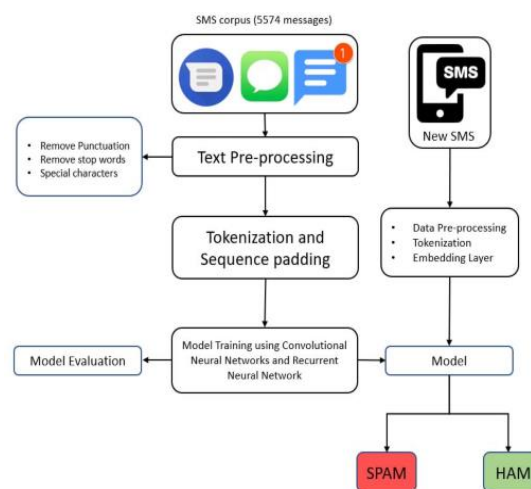 SMS corpus (5574 messages)
1
SMS
New SMS
• Remove Punctuation
• Remove stop words
• Special characters
Text Pre-processing
Tokenization and
Sequence padding
• Data Pre-processing
• Tokenization
• Embedding Layer
Model Evaluation
Model Training using Convolutional
Neural Networks and Recurrent
Neural Network
Model
SPAM
HAM